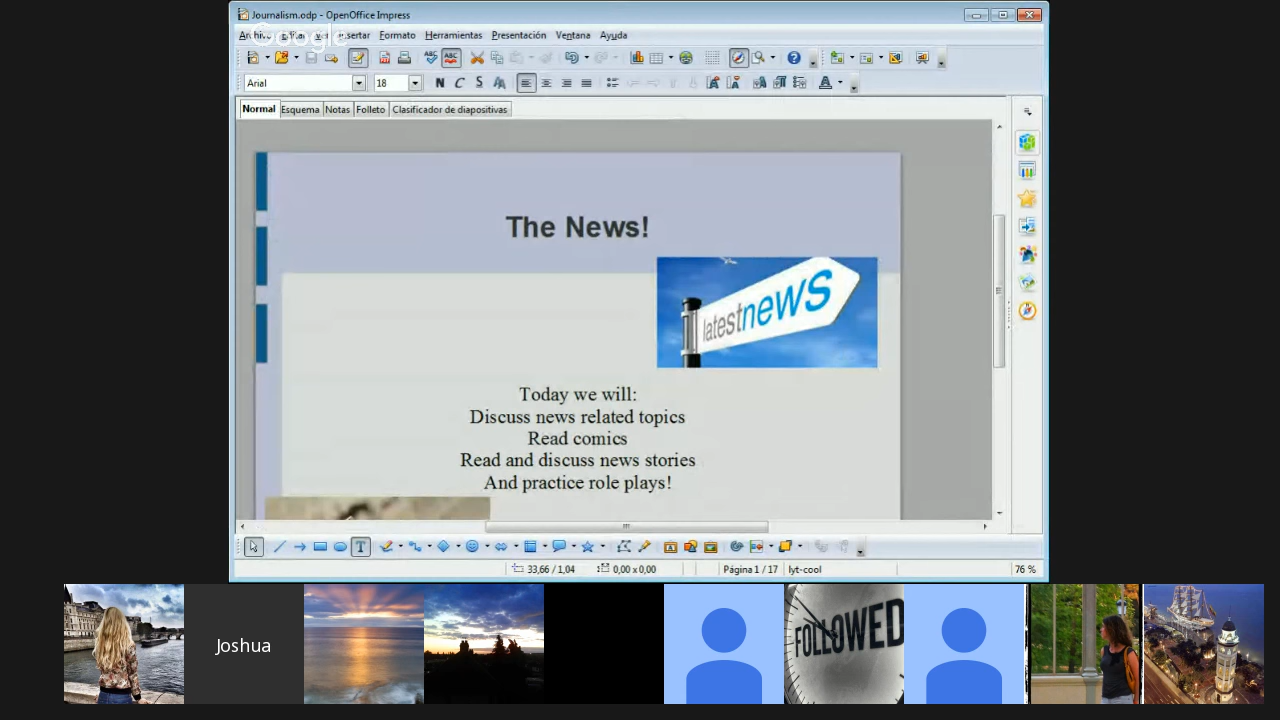 Journalism.odp - OpenOffice Impress
Archivo Editar Ver Insertar Formato Herramientas Presentación Ventana Ayuda
Google
Arial 18 N C S A
Normal Esquema Notas Folleto Clasificador de diapositivas
The News!
latestnews
Today we will:
Discuss news related topics
Read comics
Read and discuss news stories
And practice role plays!
33,66 / 1,04 0,00 x 0,00 Página 1 / 17 lyt-cool 76 %
Joshua
FOLLOWED